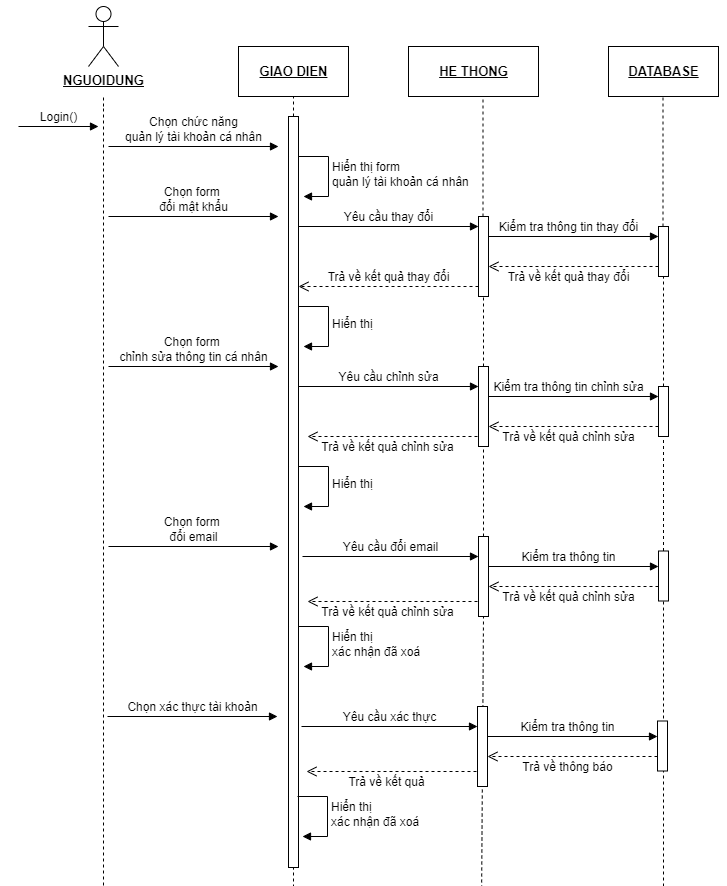 NGUOIDUNG
GIAO DIEN
HE THONG
DATABASE
Login()
Chọn chức năng
quản lý tài khoản cá nhân
Hiển thị form
quản lý tài khoản cá nhân
Chọn form
đổi mật khẩu
Yêu cầu thay đổi
Kiểm tra thông tin thay đổi
Trả về kết quả thay đổi
Trả về kết quả thay đổi
Hiển thị
Chọn form
chỉnh sửa thông tin cá nhân
Yêu cầu chỉnh sửa
Kiểm tra thông tin chỉnh sửa
Trả về kết quả chỉnh sửa
Trả về kết quả chỉnh sửa
Hiển thị
Chọn form
đổi email
Yêu cầu đổi email
Kiểm tra thông tin
Trả về kết quả chỉnh sửa
Trả về kết quả chỉnh sửa
Hiển thị
xác nhận đã xoá
Chọn xác thực tài khoản
Yêu cầu xác thực
Kiểm tra thông tin
Trả về thông báo
Trả về kết quả
Hiển thị
xác nhận đã xoá